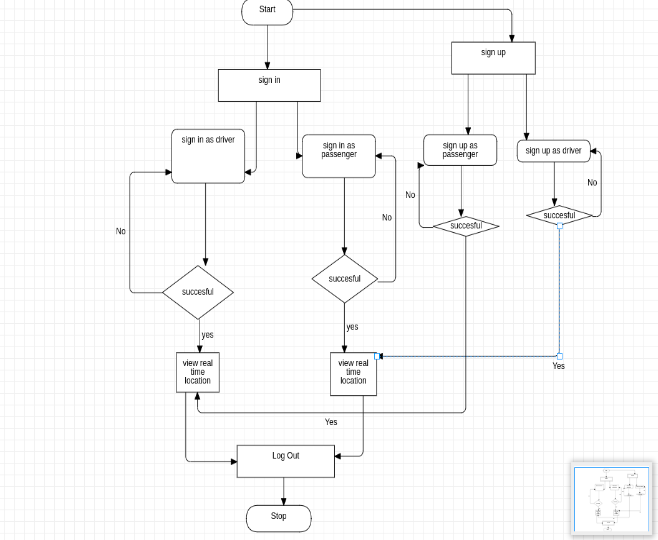 Start
sign up
sign in
sign in as driver
sign in as
passenger
sign up as
passenger
sign up as driver
No
No
No
No
succesful
succesful
succesful
succesful
yes
yes
view real
time
location
view real
time
location
Yes
Yes
Log Out
Stop